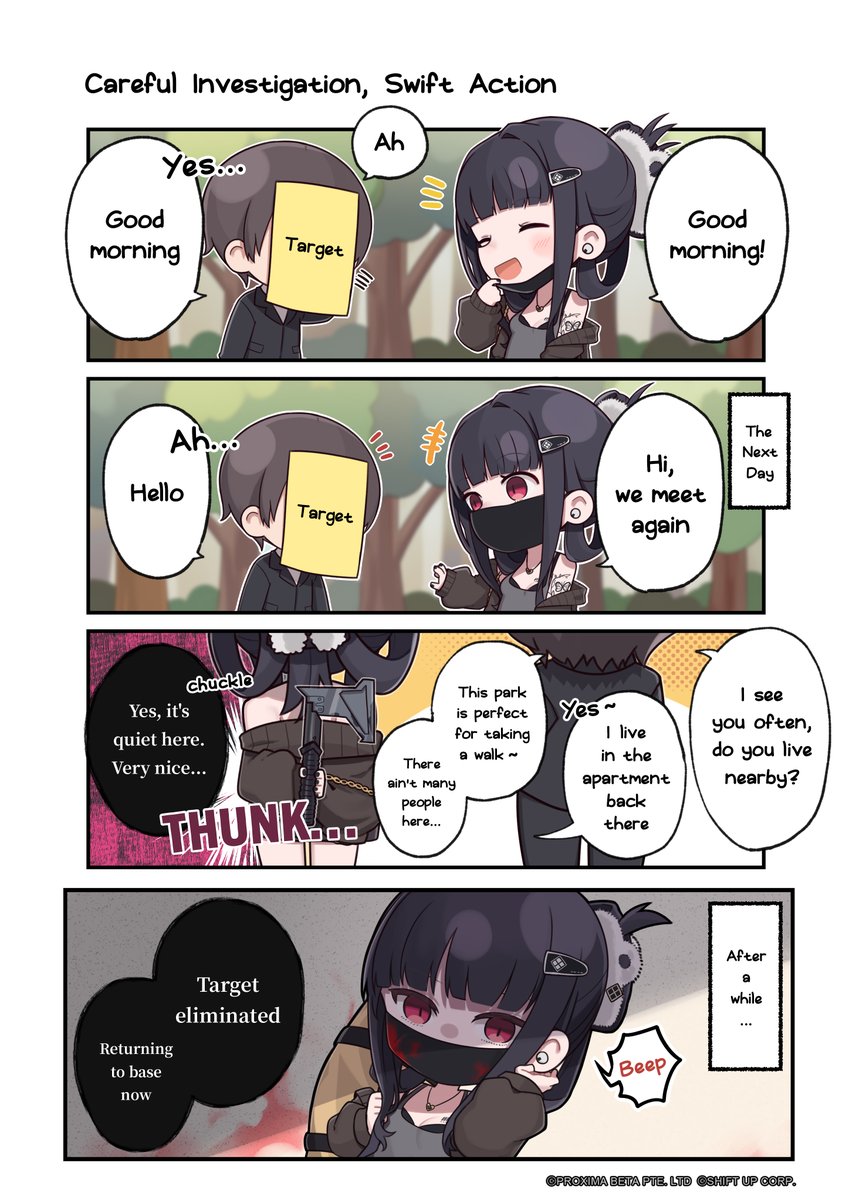 Careful Investigation, Swift Action
Good
morning!
Ah
Yes...
Good
morning
Target
The
Next
Day
Hi,
we meet
again
Ah...
Hello
Target
I see
you often,
do you live
nearby?
Yes~
I live
in the
apartment
back
there
This park
is perfect
for taking
a walk~
There
ain't many
people
here...
chuckle
Yes, it's
quiet here.
Very nice...
THUNK...
After
a
while
...
Beep
Target
eliminated
Returning
to base
now
©PROXIMA BETA PTE. LTD ©SHIFT UP CORP.